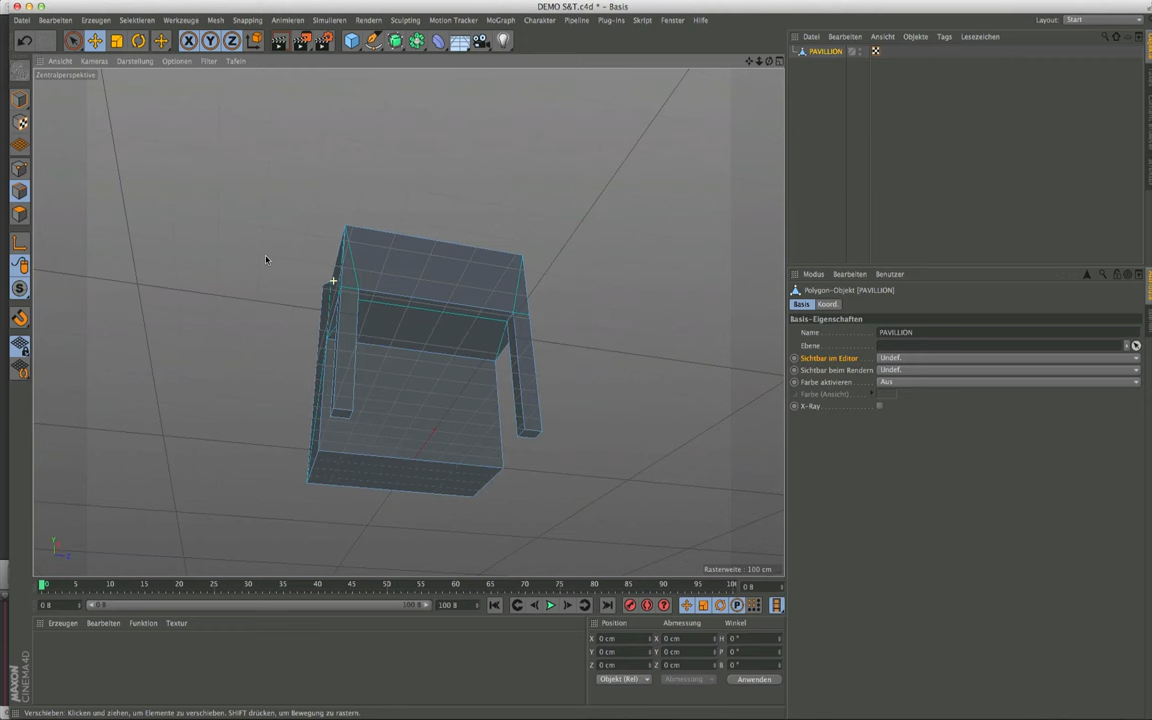 DEMO S&T.c4d * - Basis
Datei Bearbeiten Erzeugen Selektieren Werkzeuge Mesh Snapping Animieren Simulieren Rendern Sculpting Motion Tracker MoGraph Charakter Pipeline Plug-ins Skript Fenster Hilfe Layout: Start
X Y Z
Ansicht Kameras Darstellung Optionen Filter Tafeln
Datei Bearbeiten Ansicht Objekte Tags Lesezeichen
PAVILLION
Zentralperspektive
Modus Bearbeiten Benutzer
Polygon-Objekt [PAVILLION]
Basis Koord.
Basis-Eigenschaften
Name PAVILLION
Ebene
Sichtbar im Editor Undef.
Sichtbar beim Rendern Undef.
Farbe aktivieren Aus
Farbe (Ansicht)
X-Ray
Y
Z
Rasterweite : 100 cm
0 5 10 15 20 25 30 35 40 45 50 55 60 65 70 75 80 85 90 95 100 0 B
0 B 0 B 100 B 100 B P
Erzeugen Bearbeiten Funktion Textur
Position Abmessung Winkel
X 0 cm X 0 cm H 0 °
Y 0 cm Y 0 cm P 0 °
Z 0 cm Z 0 cm B 0 °
Objekt (Rel) Abmessung Anwenden
MAXON CINEMA4D
Verschieben: Klicken und ziehen, um Elemente zu verschieben. SHIFT drücken, um Bewegung zu rastern.